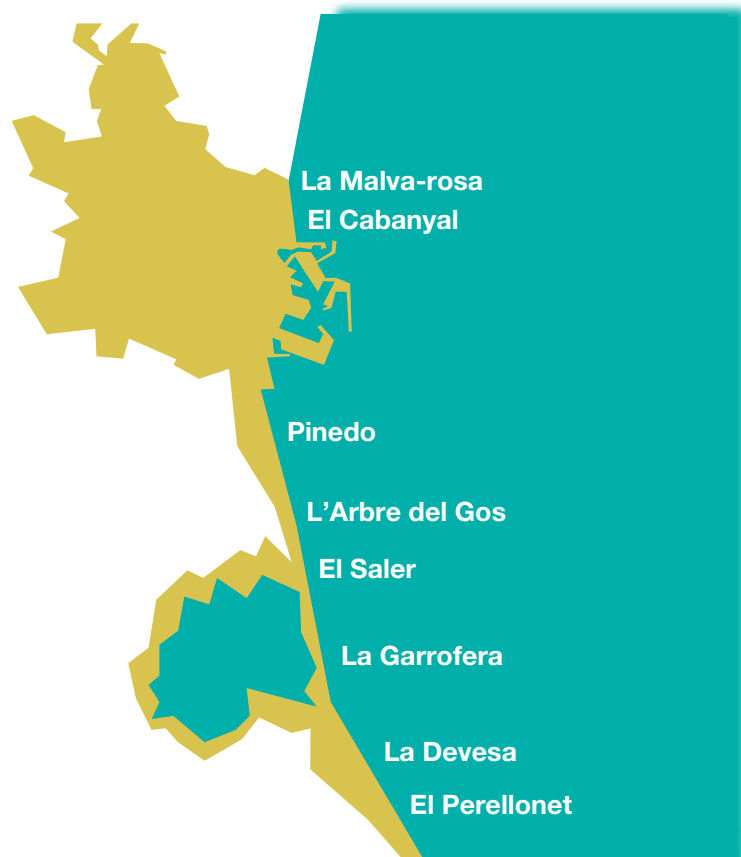 La Malva-rosa
El Cabanyal
Pinedo
L’Arbre del Gos
El Saler
La Garrofera
La Devesa
El Perellonet